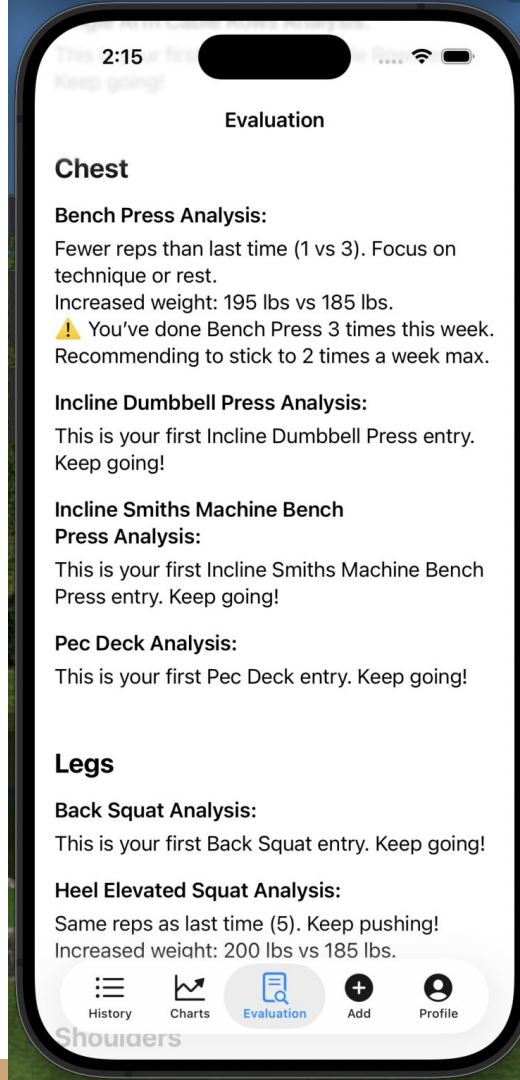 2:15
Keep going!
Evaluation
Chest
Bench Press Analysis:
Fewer reps than last time (1 vs 3). Focus on
technique or rest.
Increased weight: 195 lbs vs 185 lbs.
⚠️ You’ve done Bench Press 3 times this week.
Recommending to stick to 2 times a week max.
Incline Dumbbell Press Analysis:
This is your first Incline Dumbbell Press entry.
Keep going!
Incline Smiths Machine Bench
Press Analysis:
This is your first Incline Smiths Machine Bench
Press entry. Keep going!
Pec Deck Analysis:
This is your first Pec Deck entry. Keep going!
Legs
Back Squat Analysis:
This is your first Back Squat entry. Keep going!
Heel Elevated Squat Analysis:
Same reps as last time (5). Keep pushing!
Increased weight: 200 lbs vs 185 lbs.
History Charts Evaluation Add Profile
Shoulders